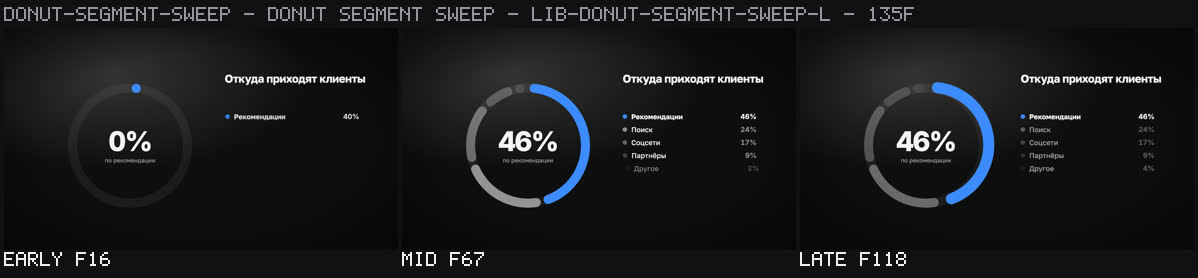 DONUT-SEGMENT-SWEEP — DONUT SEGMENT SWEEP — LIB-DONUT-SEGMENT-SWEEP-L — 135F
Откуда приходят клиенты
Рекомендации 40%
0%
по рекомендации
EARLY F16
Откуда приходят клиенты
Рекомендации 46%
Поиск 24%
Соцсети 17%
Партнёры 9%
Другое 2%
46%
по рекомендации
MID F67
Откуда приходят клиенты
Рекомендации 46%
Поиск 24%
Соцсети 17%
Партнёры 9%
Другое 4%
46%
по рекомендации
LATE F118